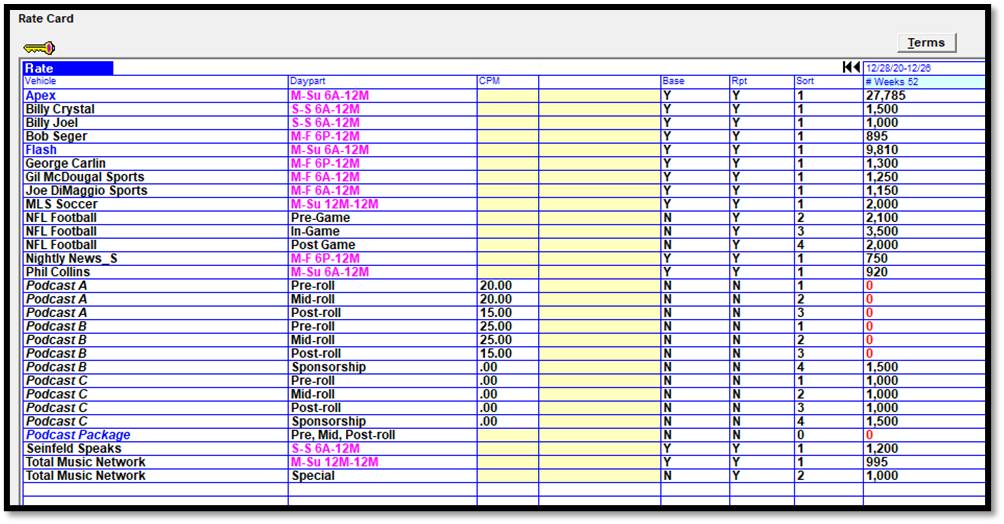 Rate Card
Terms
Rate 12/28/20-12/26
Vehicle Daypart CPM Base Rpt Sort # Weeks 52
Apex M-Su 6A-12M Y Y 1 27,785
Billy Crystal S-S 6A-12M Y Y 1 1,500
Billy Joel S-S 6A-12M Y Y 1 1,000
Bob Seger M-F 6P-12M Y Y 1 895
Flash M-Su 6A-12M Y Y 1 9,810
George Carlin M-F 6P-12M Y Y 1 1,300
Gil McDougal Sports M-F 6A-12M Y Y 1 1,250
Joe DiMaggio Sports M-F 6A-12M Y Y 1 1,150
MLS Soccer M-Su 12M-12M Y Y 1 2,000
NFL Football Pre-Game N Y 2 2,100
NFL Football In-Game N Y 3 3,500
NFL Football Post Game N Y 4 2,000
Nightly News_S M-F 6P-12M Y Y 1 750
Phil Collins M-Su 6A-12M Y Y 1 920
Podcast A Pre-roll 20.00 N N 1 0
Podcast A Mid-roll 20.00 N N 2 0
Podcast A Post-roll 15.00 N N 3 0
Podcast B Pre-roll 25.00 N N 1 0
Podcast B Mid-roll 25.00 N N 2 0
Podcast B Post-roll 15.00 N N 3 0
Podcast B Sponsorship .00 N N 4 1,500
Podcast C Pre-roll .00 N N 1 1,000
Podcast C Mid-roll .00 N N 2 1,000
Podcast C Post-roll .00 N N 3 1,000
Podcast C Sponsorship .00 N N 4 1,500
Podcast Package Pre, Mid, Post-roll N N 0 0
Seinfeld Speaks S-S 6A-12M Y Y 1 1,200
Total Music Network M-Su 12M-12M Y Y 1 995
Total Music Network Special N Y 2 1,000